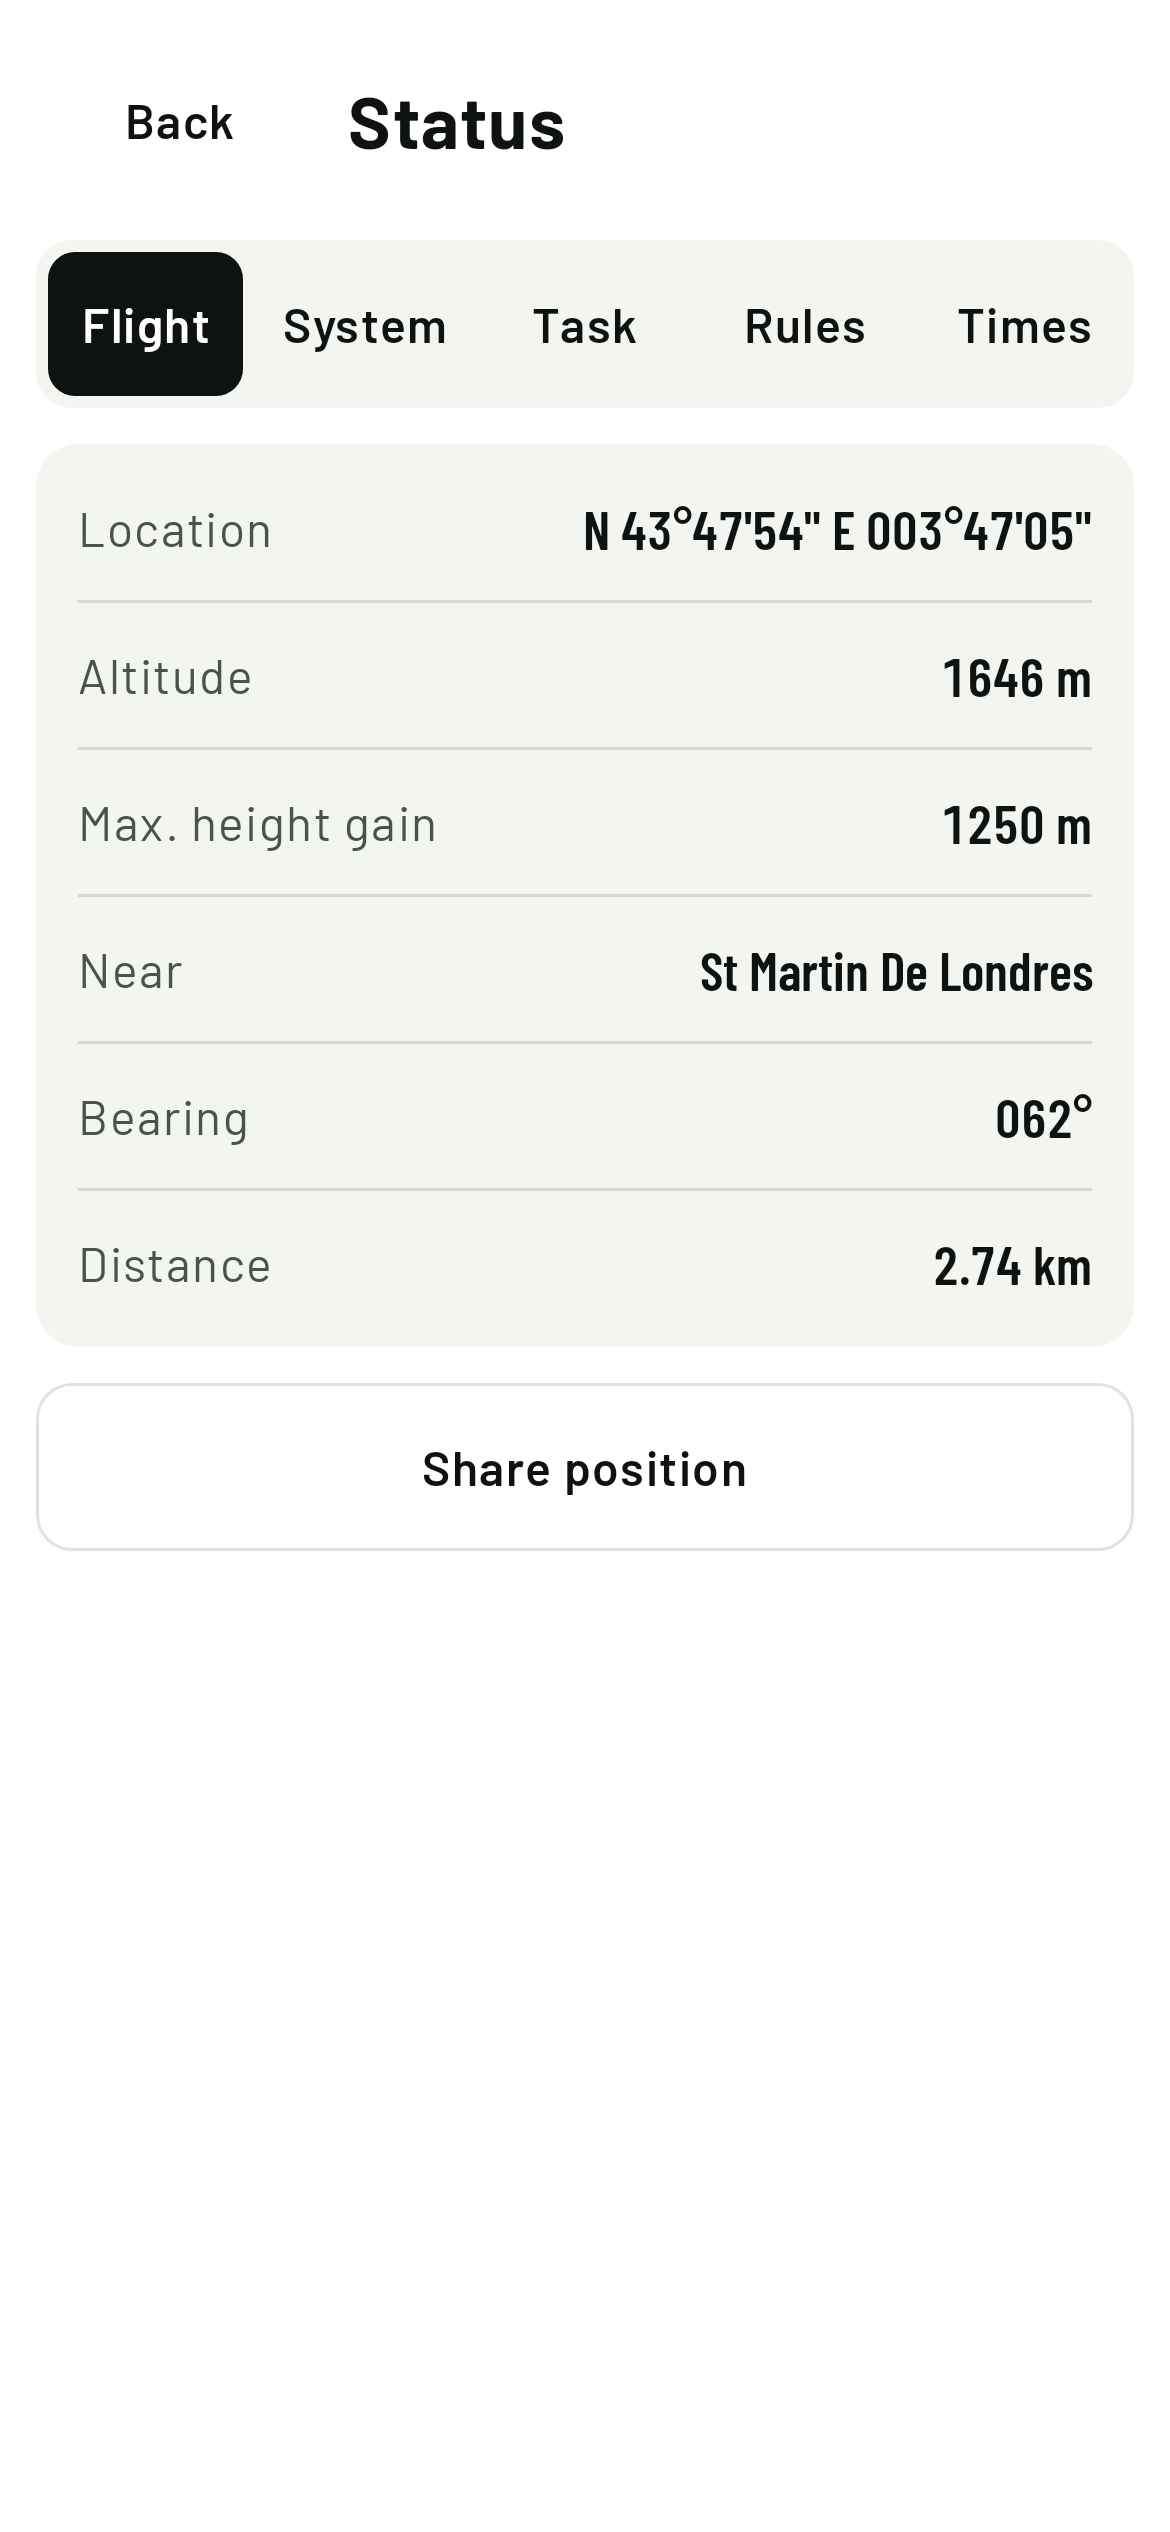 Back Status
Flight System Task Rules Times
Location N 43°47'54" E 003°47'05"
Altitude 1646 m
Max. height gain 1250 m
Near St Martin De Londres
Bearing 062°
Distance 2.74 km
Share position